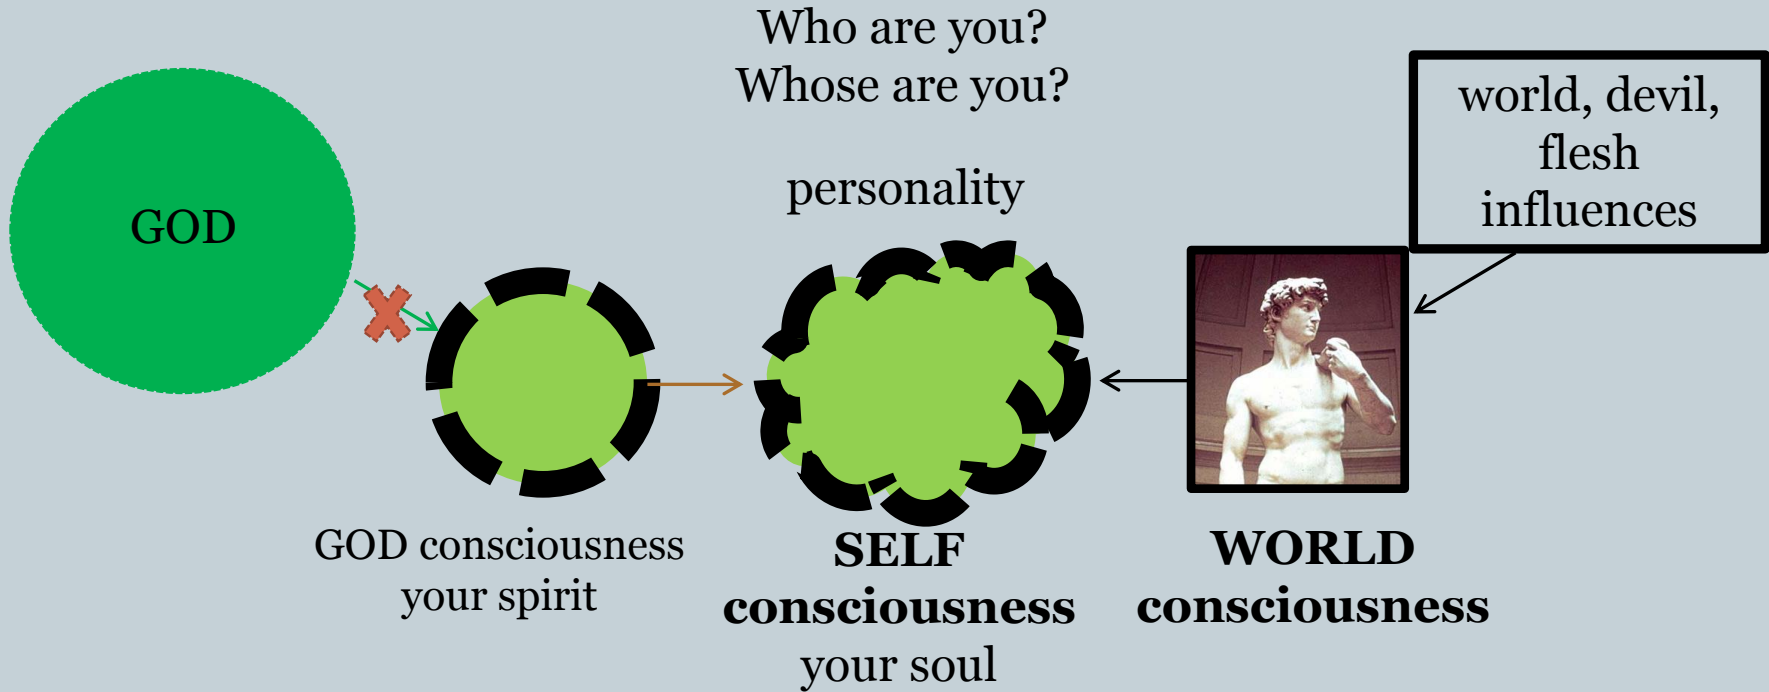 Who are you?
Whose are you?
personality
GOD
world, devil,
flesh
influences
GOD consciousness
your spirit
SELF
consciousness
your soul
WORLD
consciousness